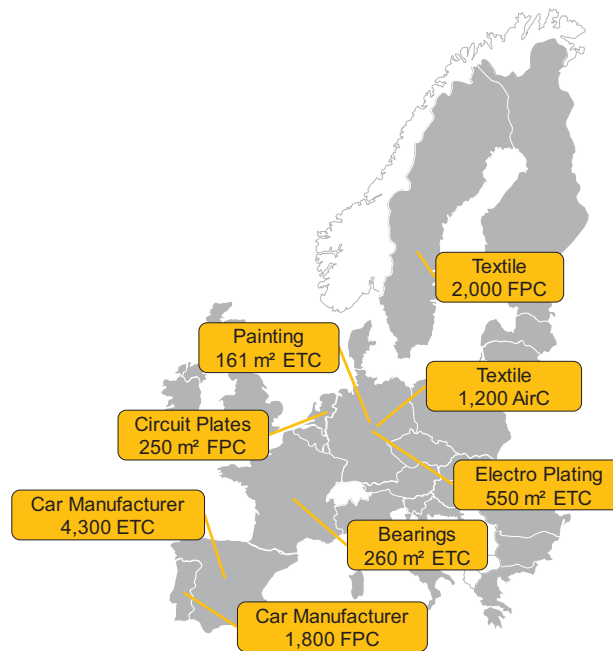 Textile
2,000 FPC
Painting
161 m² ETC
Textile
1,200 AirC
Circuit Plates
250 m² FPC
Electro Plating
550 m² ETC
Car Manufacturer
4,300 ETC
Bearings
260 m² ETC
Car Manufacturer
1,800 FPC